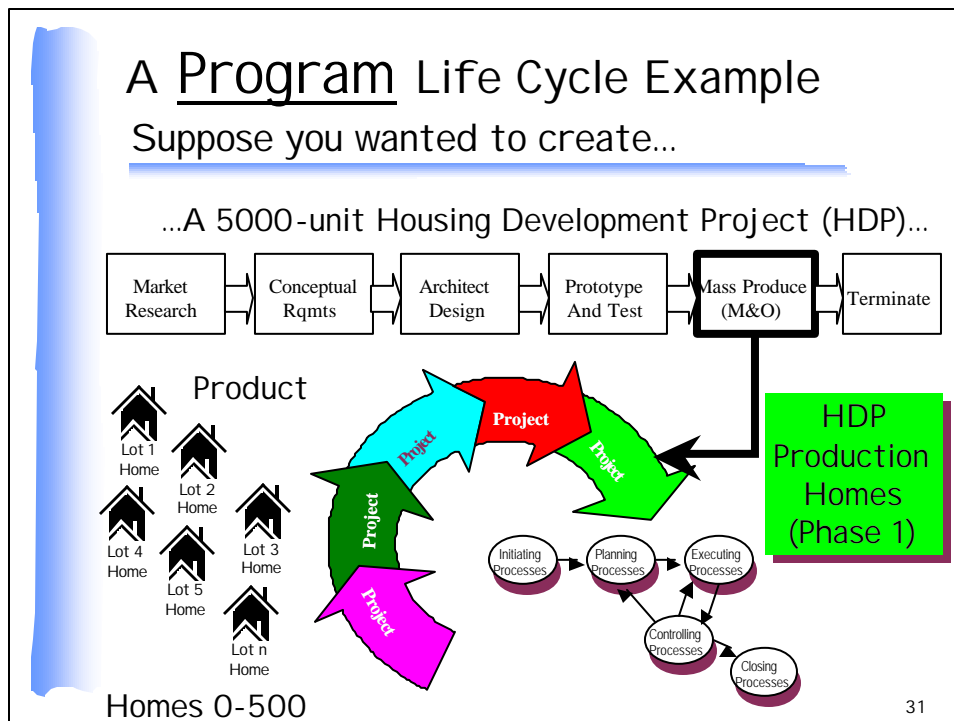 A Program Life Cycle Example
Suppose you wanted to create...
...A 5000-unit Housing Development Project (HDP)...
Market
Research
Conceptual
Rqmts
Architect
Design
Prototype
And Test
Mass Produce
(M&O)
Terminate
Product
Lot 1
Home
Lot 2
Home
Lot 4
Home
Lot 3
Home
Lot 5
Home
Lot n
Home
Project
Project
Project
Project
Project
HDP
Production
Homes
(Phase 1)
Initiating
Processes
Planning
Processes
Executing
Processes
Controlling
Processes
Closing
Processes
Homes 0-500
31